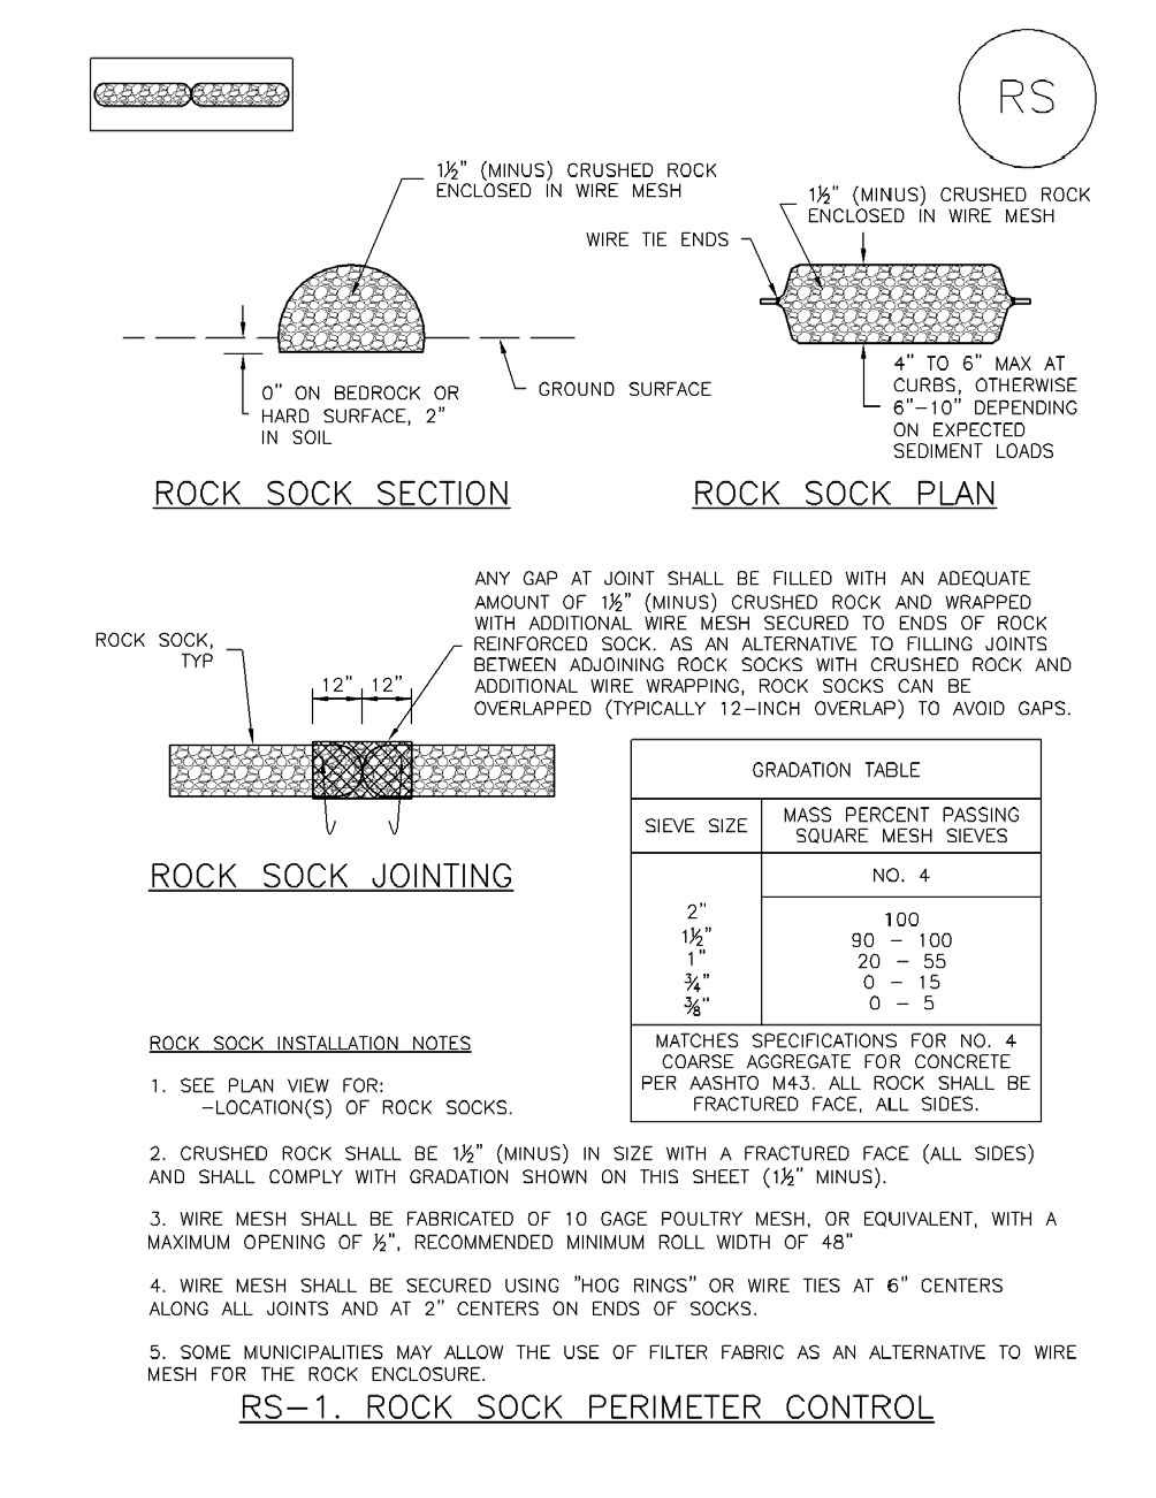 RS
1½" (MINUS) CRUSHED ROCK
ENCLOSED IN WIRE MESH
1½" (MINUS) CRUSHED ROCK
ENCLOSED IN WIRE MESH
WIRE TIE ENDS
0" ON BEDROCK OR
HARD SURFACE, 2"
IN SOIL
GROUND SURFACE
4" TO 6" MAX AT
CURBS, OTHERWISE
6"-10" DEPENDING
ON EXPECTED
SEDIMENT LOADS
ROCK SOCK SECTION
ROCK SOCK PLAN
ANY GAP AT JOINT SHALL BE FILLED WITH AN ADEQUATE
AMOUNT OF 1½" (MINUS) CRUSHED ROCK AND WRAPPED
WITH ADDITIONAL WIRE MESH SECURED TO ENDS OF ROCK
REINFORCED SOCK. AS AN ALTERNATIVE TO FILLING JOINTS
BETWEEN ADJOINING ROCK SOCKS WITH CRUSHED ROCK AND
ADDITIONAL WIRE WRAPPING, ROCK SOCKS CAN BE
OVERLAPPED (TYPICALLY 12-INCH OVERLAP) TO AVOID GAPS.
ROCK SOCK,
TYP
12" 12"
ROCK SOCK JOINTING
GRADATION TABLE
SIEVE SIZE
MASS PERCENT PASSING
SQUARE MESH SIEVES
NO. 4
2" 100
1½" 90 - 100
1" 20 - 55
¾" 0 - 15
⅜" 0 - 5
MATCHES SPECIFICATIONS FOR NO. 4
COARSE AGGREGATE FOR CONCRETE
PER AASHTO M43. ALL ROCK SHALL BE
FRACTURED FACE, ALL SIDES.
ROCK SOCK INSTALLATION NOTES
1. SEE PLAN VIEW FOR:
-LOCATION(S) OF ROCK SOCKS.
2. CRUSHED ROCK SHALL BE 1½" (MINUS) IN SIZE WITH A FRACTURED FACE (ALL SIDES)
AND SHALL COMPLY WITH GRADATION SHOWN ON THIS SHEET (1½" MINUS).
3. WIRE MESH SHALL BE FABRICATED OF 10 GAGE POULTRY MESH, OR EQUIVALENT, WITH A
MAXIMUM OPENING OF ½", RECOMMENDED MINIMUM ROLL WIDTH OF 48"
4. WIRE MESH SHALL BE SECURED USING "HOG RINGS" OR WIRE TIES AT 6" CENTERS
ALONG ALL JOINTS AND AT 2" CENTERS ON ENDS OF SOCKS.
5. SOME MUNICIPALITIES MAY ALLOW THE USE OF FILTER FABRIC AS AN ALTERNATIVE TO WIRE
MESH FOR THE ROCK ENCLOSURE.
RS-1. ROCK SOCK PERIMETER CONTROL